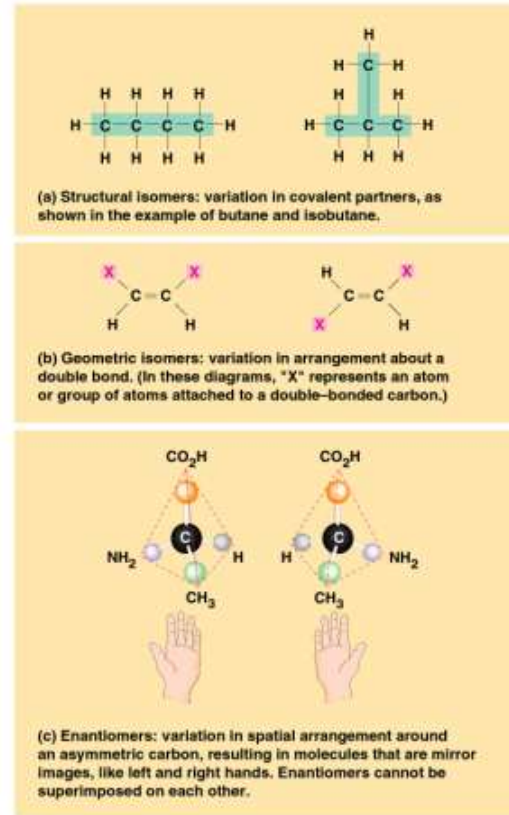 H
H C H
H H H H H H
H C C C C H H C C C H
H H H H H H H
(a) Structural isomers: variation in covalent partners, as
shown in the example of butane and isobutane.
X X H X
C = C C = C
H H X H
(b) Geometric isomers: variation in arrangement about a
double bond. (In these diagrams, "X" represents an atom
or group of atoms attached to a double–bonded carbon.)
CO₂H CO₂H
C C
NH₂ H H NH₂
CH₃ CH₃
(c) Enantiomers: variation in spatial arrangement around
an asymmetric carbon, resulting in molecules that are mirror
images, like left and right hands. Enantiomers cannot be
superimposed on each other.